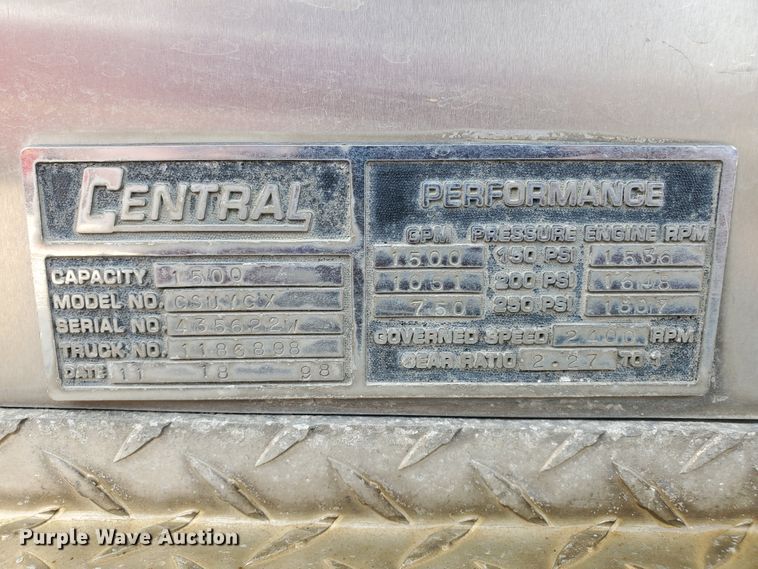 CENTRAL
CAPACITY 1500
MODEL NO.
SERIAL NO.
TRUCK NO. 1186898
DATE 11 18 98
PERFORMANCE
GPM PRESSURE ENGINE RPM
1500 150 PSI 1536
200 PSI
750 250 PSI
GOVERNED SPEED RPM
GEAR RATIO 2.27 TO 1
Purple Wave Auction